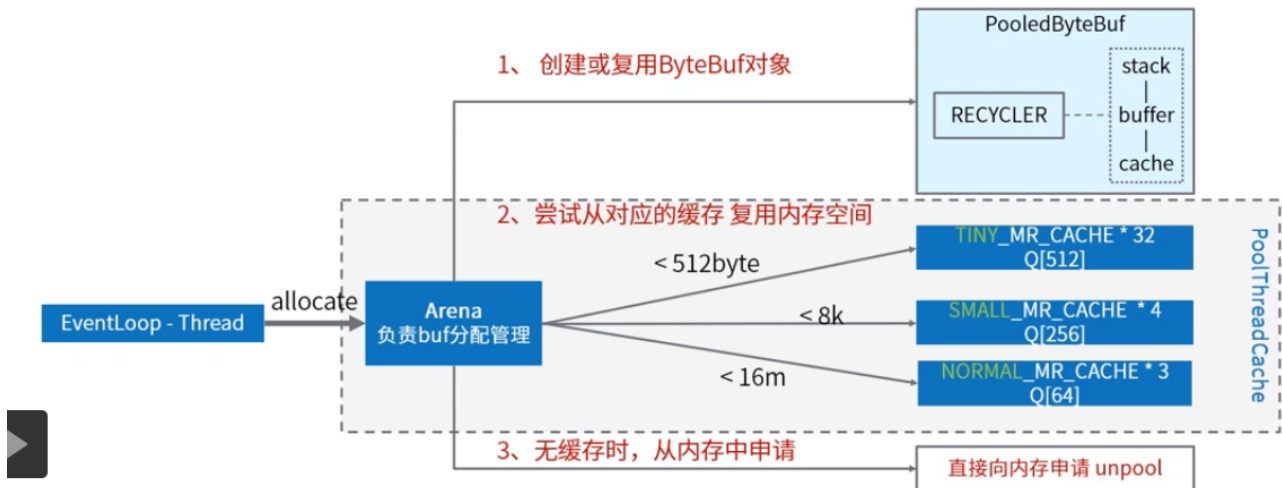 PooledByteBuf
1、 创建或复用ByteBuf对象
stack
RECYCLER
buffer
cache
2、尝试从对应的缓存 复用内存空间
TINY_MR_CACHE * 32
Q[512]
< 512byte
allocate
EventLoop - Thread
Arena
负责buf分配管理
< 8k
SMALL_MR_CACHE * 4
Q[256]
< 16m
NORMAL_MR_CACHE * 3
Q[64]
PoolThreadCache
3、无缓存时，从内存中申请
直接向内存申请 unpool